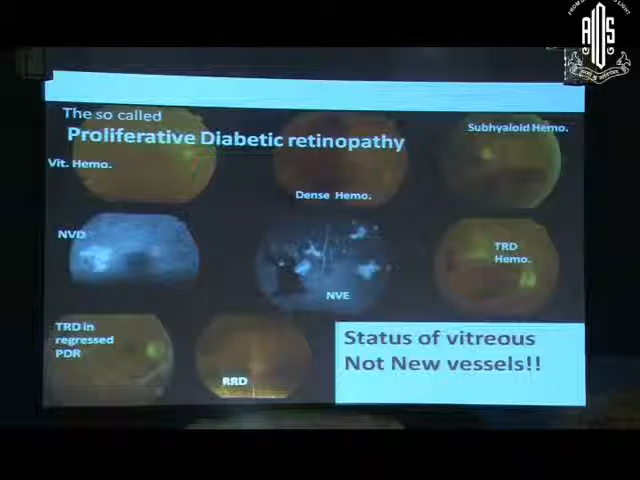 The so called
Proliferative Diabetic retinopathy
Vit. Hemo.
Dense Hemo.
Subhyaloid Hemo.
NVD
NVE
TRD
Hemo.
TRD in
regressed
PDR
RRD
Status of vitreous
Not New vessels!!